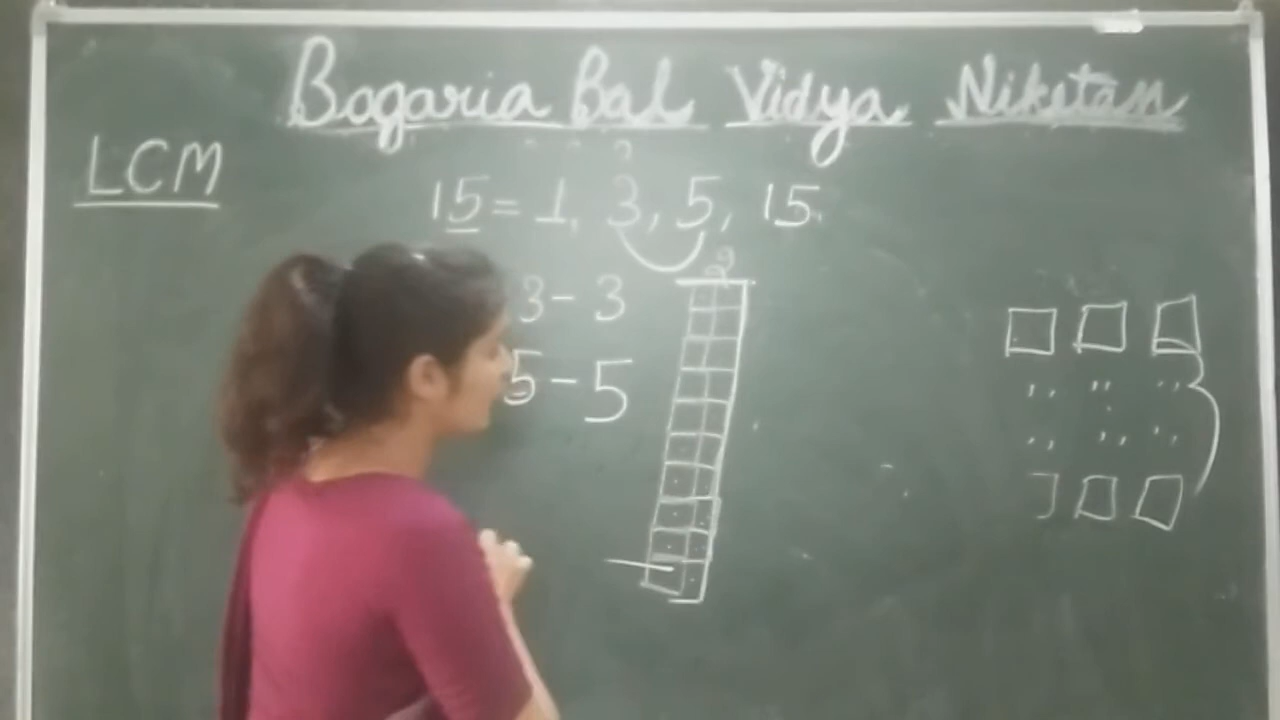 Bagaria Bal Vidya Niketan
LCM
15 = 1, 3, 5, 15
3 - 3
5 - 5